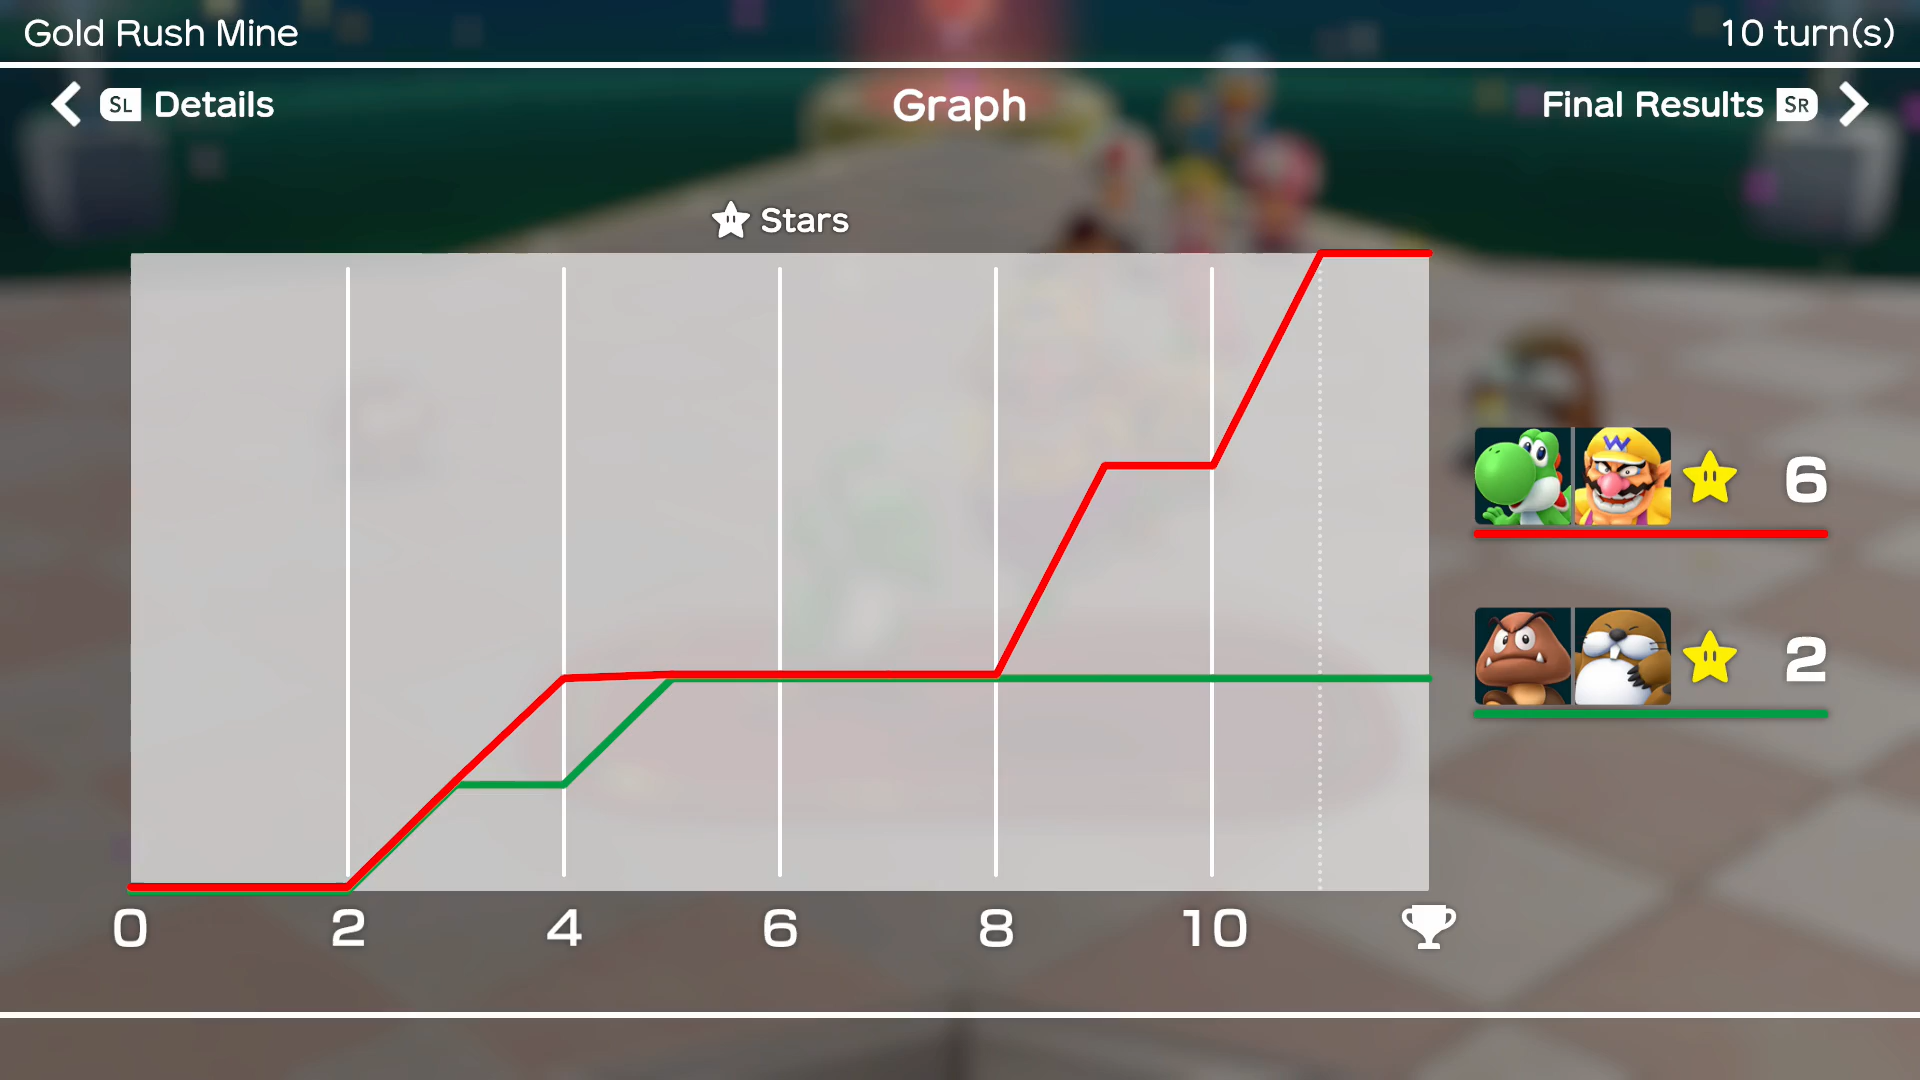 Gold Rush Mine
10 turn(s)
SL Details
Graph
Final Results SR
Stars
W
6
2
0 2 4 6 8 10